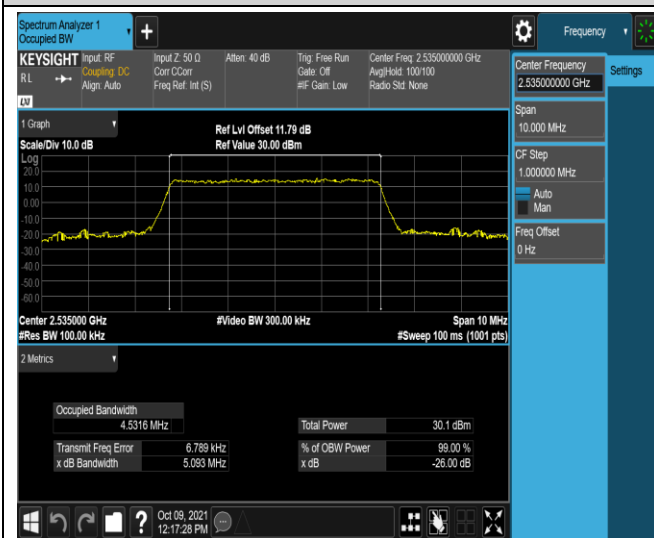 Spectrum Analyzer 1
Occupied BW
+
Frequency
KEYSIGHT
RL
LXI
Input: RF
Coupling: DC
Align: Auto
Input Z: 50 Ω
Corr CCorr
Freq Ref: Int (S)
Atten: 40 dB
Trig: Free Run
Gate: Off
#IF Gain: Low
Center Freq: 2.535000000 GHz
Avg|Hold: 100/100
Radio Std: None
Center Frequency
2.535000000 GHz
Settings
Span
10.000 MHz
CF Step
1.000000 MHz
Auto
Man
Freq Offset
0 Hz
1 Graph
Scale/Div 10.0 dB
Ref Lvl Offset 11.79 dB
Ref Value 30.00 dBm
Log
20.0
10.0
0.00
-10.0
-20.0
-30.0
-40.0
-50.0
-60.0
Center 2.535000 GHz
#Video BW 300.00 kHz
Span 10 MHz
#Res BW 100.00 kHz
#Sweep 100 ms (1001 pts)
2 Metrics
Occupied Bandwidth
4.5316 MHz
Total Power 30.1 dBm
Transmit Freq Error 6.789 kHz
% of OBW Power 99.00 %
x dB Bandwidth 5.093 MHz
x dB -26.00 dB
?
Oct 09, 2021
12:17:28 PM